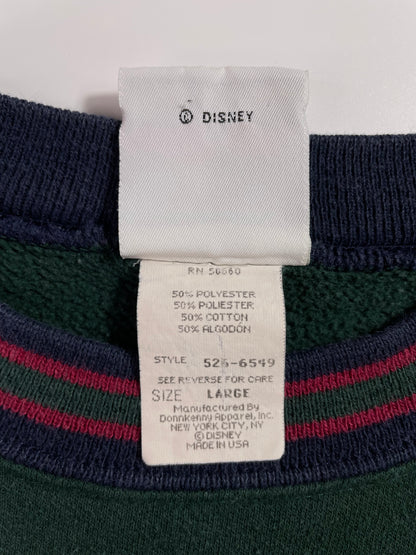 © DISNEY
RN 56660
50% POLYESTER
50% POLIESTER
50% COTTON
50% ALGODÓN
STYLE 526-6549
SEE REVERSE FOR CARE
SIZE LARGE
Manufactured By
Donnkenny Apparel, Inc.
NEW YORK CITY, NY
© DISNEY
MADE IN USA